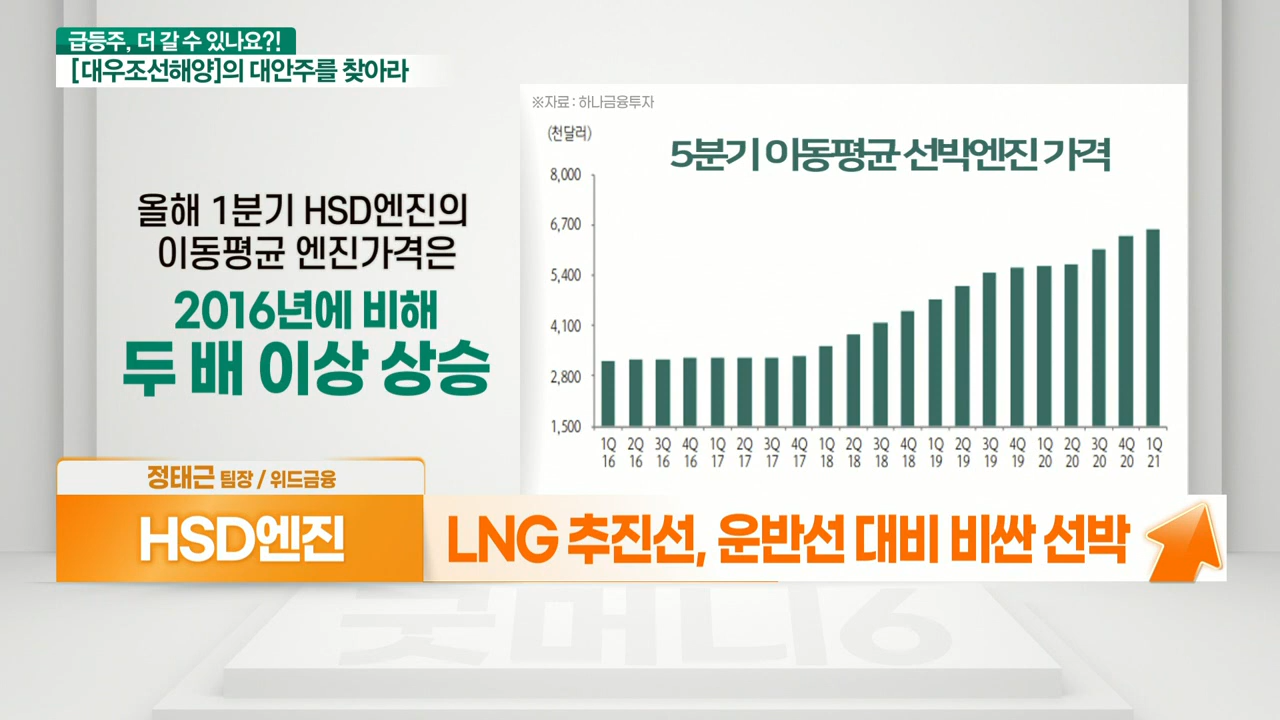 급등주, 더 갈 수 있나요?!
[대우조선해양]의 대안주를 찾아라
올해 1분기 HSD엔진의
이동평균 엔진가격은
2016년에 비해
두 배 이상 상승
※자료 : 하나금융투자
(천달러)
5분기 이동평균 선박엔진 가격
8,000
6,700
5,400
4,100
2,800
1,500
1Q 2Q 3Q 4Q 1Q 2Q 3Q 4Q 1Q 2Q 3Q 4Q 1Q 2Q 3Q 4Q 1Q 2Q 3Q 4Q 1Q
16 16 16 16 17 17 17 17 18 18 18 18 19 19 19 19 20 20 20 20 21
정태근 팀장 / 위드금융
HSD엔진
LNG 추진선, 운반선 대비 비싼 선박
굿머니6